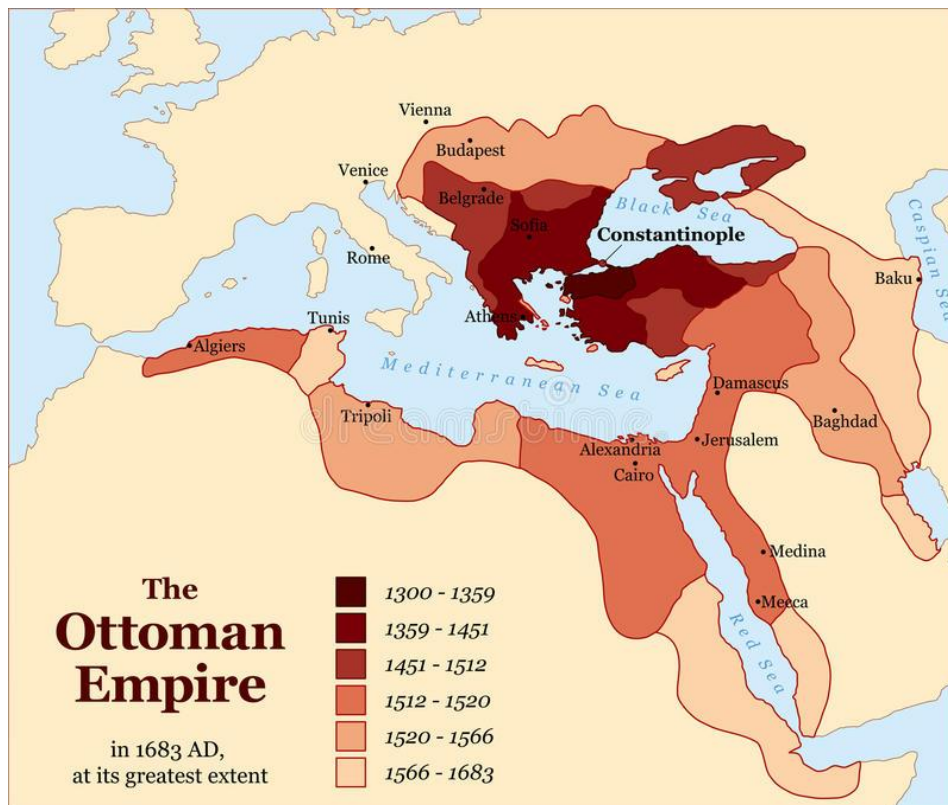 Vienna
Budapest
Venice
Belgrade
Black Sea
Sofia
Constantinople
Rome
Caspian Sea
Baku
Athens
Tunis
Algiers
Mediterranean Sea
Damascus
Tripoli
dreamstime
Baghdad
Jerusalem
Alexandria
Cairo
Medina
Mecca
Red Sea
The
Ottoman
Empire
in 1683 AD,
at its greatest extent
1300 - 1359
1359 - 1451
1451 - 1512
1512 - 1520
1520 - 1566
1566 - 1683